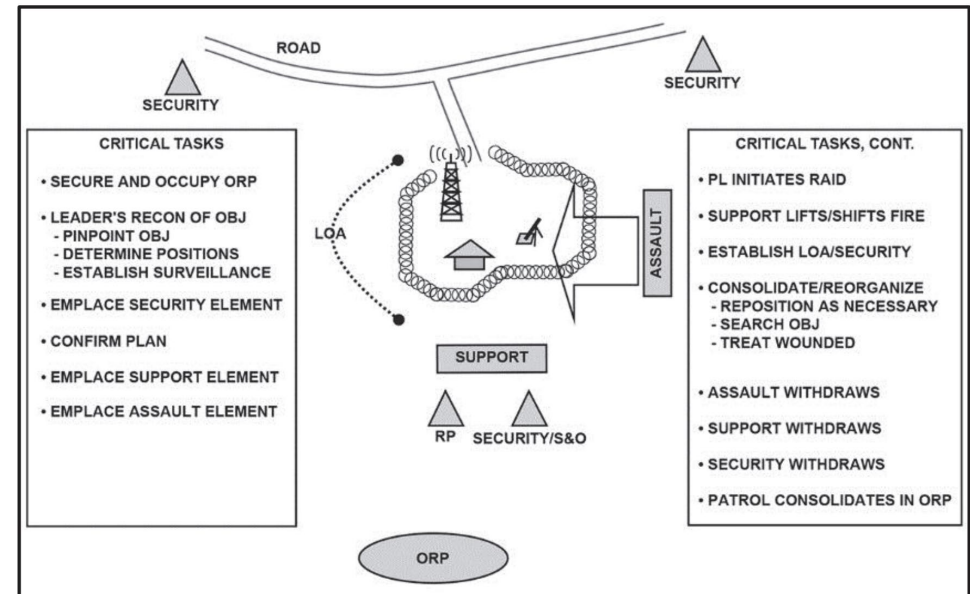 ROAD
SECURITY
SECURITY
CRITICAL TASKS
• SECURE AND OCCUPY ORP
• LEADER'S RECON OF OBJ
- PINPOINT OBJ
- DETERMINE POSITIONS
- ESTABLISH SURVEILLANCE
• EMPLACE SECURITY ELEMENT
• CONFIRM PLAN
• EMPLACE SUPPORT ELEMENT
• EMPLACE ASSAULT ELEMENT
LOA
ASSAULT
SUPPORT
RP
SECURITY/S&O
ORP
CRITICAL TASKS, CONT.
• PL INITIATES RAID
• SUPPORT LIFTS/SHIFTS FIRE
• ESTABLISH LOA/SECURITY
• CONSOLIDATE/REORGANIZE
- REPOSITION AS NECESSARY
- SEARCH OBJ
- TREAT WOUNDED
• ASSAULT WITHDRAWS
• SUPPORT WITHDRAWS
• SECURITY WITHDRAWS
• PATROL CONSOLIDATES IN ORP